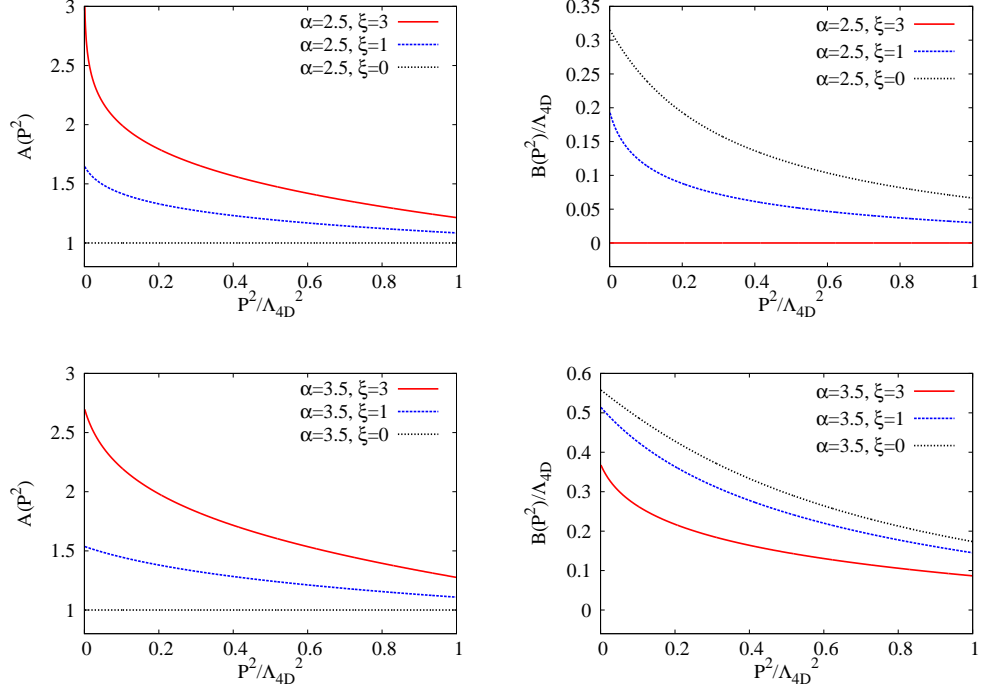 α=2.5, ξ=3
α=2.5, ξ=1
α=2.5, ξ=0
A(P²)
3
2.5
2
1.5
1
0 0.2 0.4 0.6 0.8 1
P²/Λ₄D²
α=2.5, ξ=3
α=2.5, ξ=1
α=2.5, ξ=0
B(P²)/Λ₄D
0.35
0.3
0.25
0.2
0.15
0.1
0.05
0
0 0.2 0.4 0.6 0.8 1
P²/Λ₄D²
α=3.5, ξ=3
α=3.5, ξ=1
α=3.5, ξ=0
A(P²)
3
2.5
2
1.5
1
0 0.2 0.4 0.6 0.8 1
P²/Λ₄D²
α=3.5, ξ=3
α=3.5, ξ=1
α=3.5, ξ=0
B(P²)/Λ₄D
0.6
0.5
0.4
0.3
0.2
0.1
0
0 0.2 0.4 0.6 0.8 1
P²/Λ₄D²